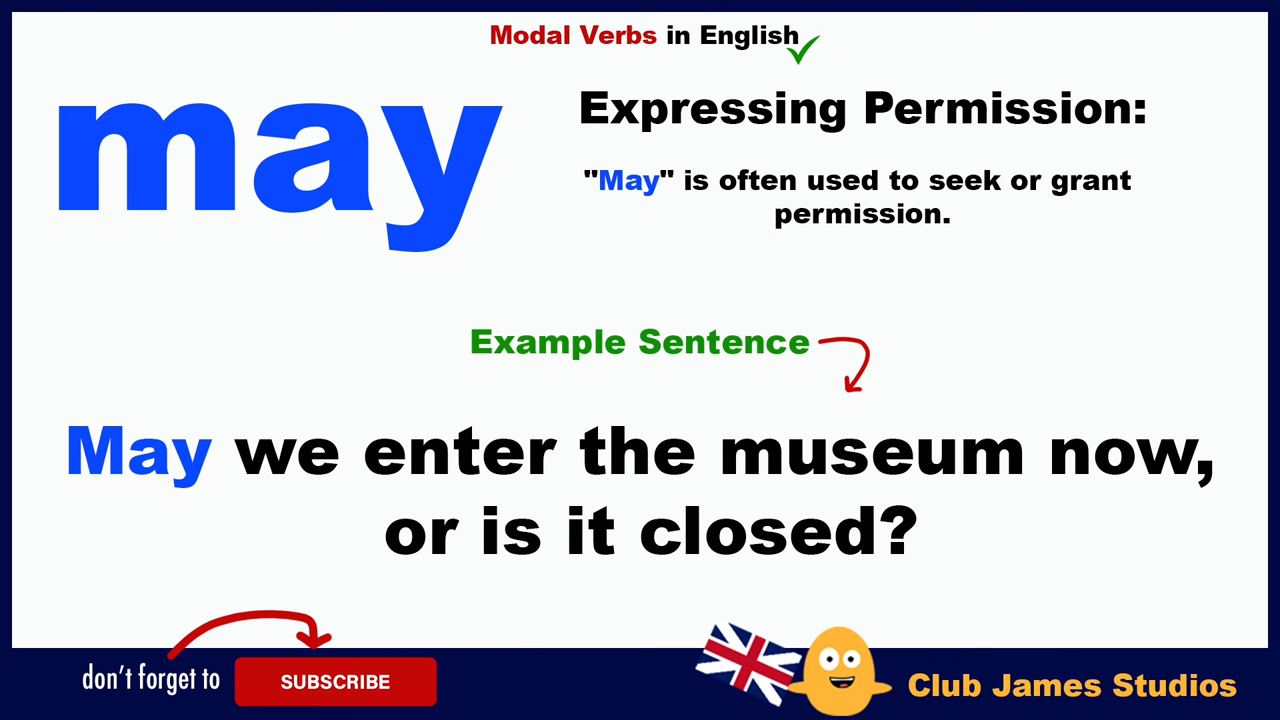 Modal Verbs in English
may
Expressing Permission:
"May" is often used to seek or grant
permission.
Example Sentence
May we enter the museum now,
or is it closed?
don't forget to
SUBSCRIBE
Club James Studios